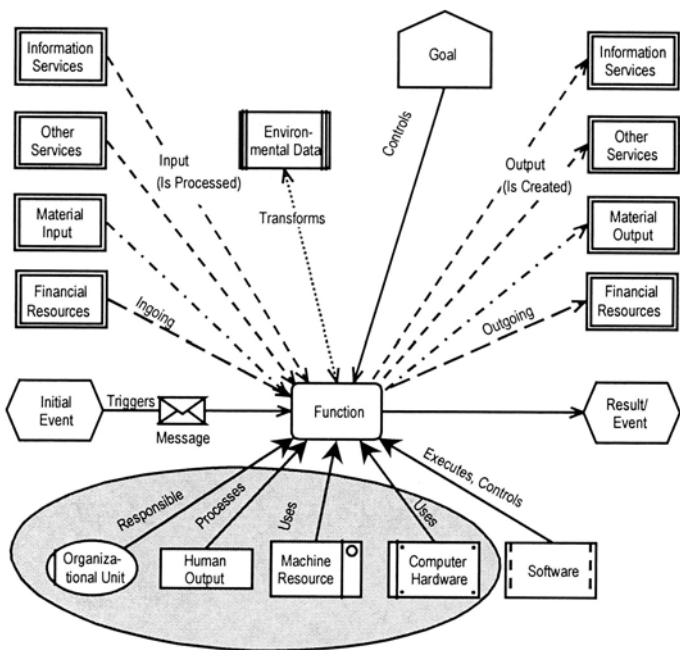 Information
Services
Goal
Information
Services
Other
Services
Environ-
mental Data
Other
Services
Input
(Is Processed)
Controls
Output
(Is Created)
Material
Input
Transforms
Material
Output
Financial
Resources
Ingoing
Outgoing
Financial
Resources
Initial
Event
Triggers
Message
Function
Result/
Event
Responsible
Processes
Uses
Uses
Executes, Controls
Organiza-
tional Unit
Human
Output
Machine
Resource
Computer
Hardware
Software